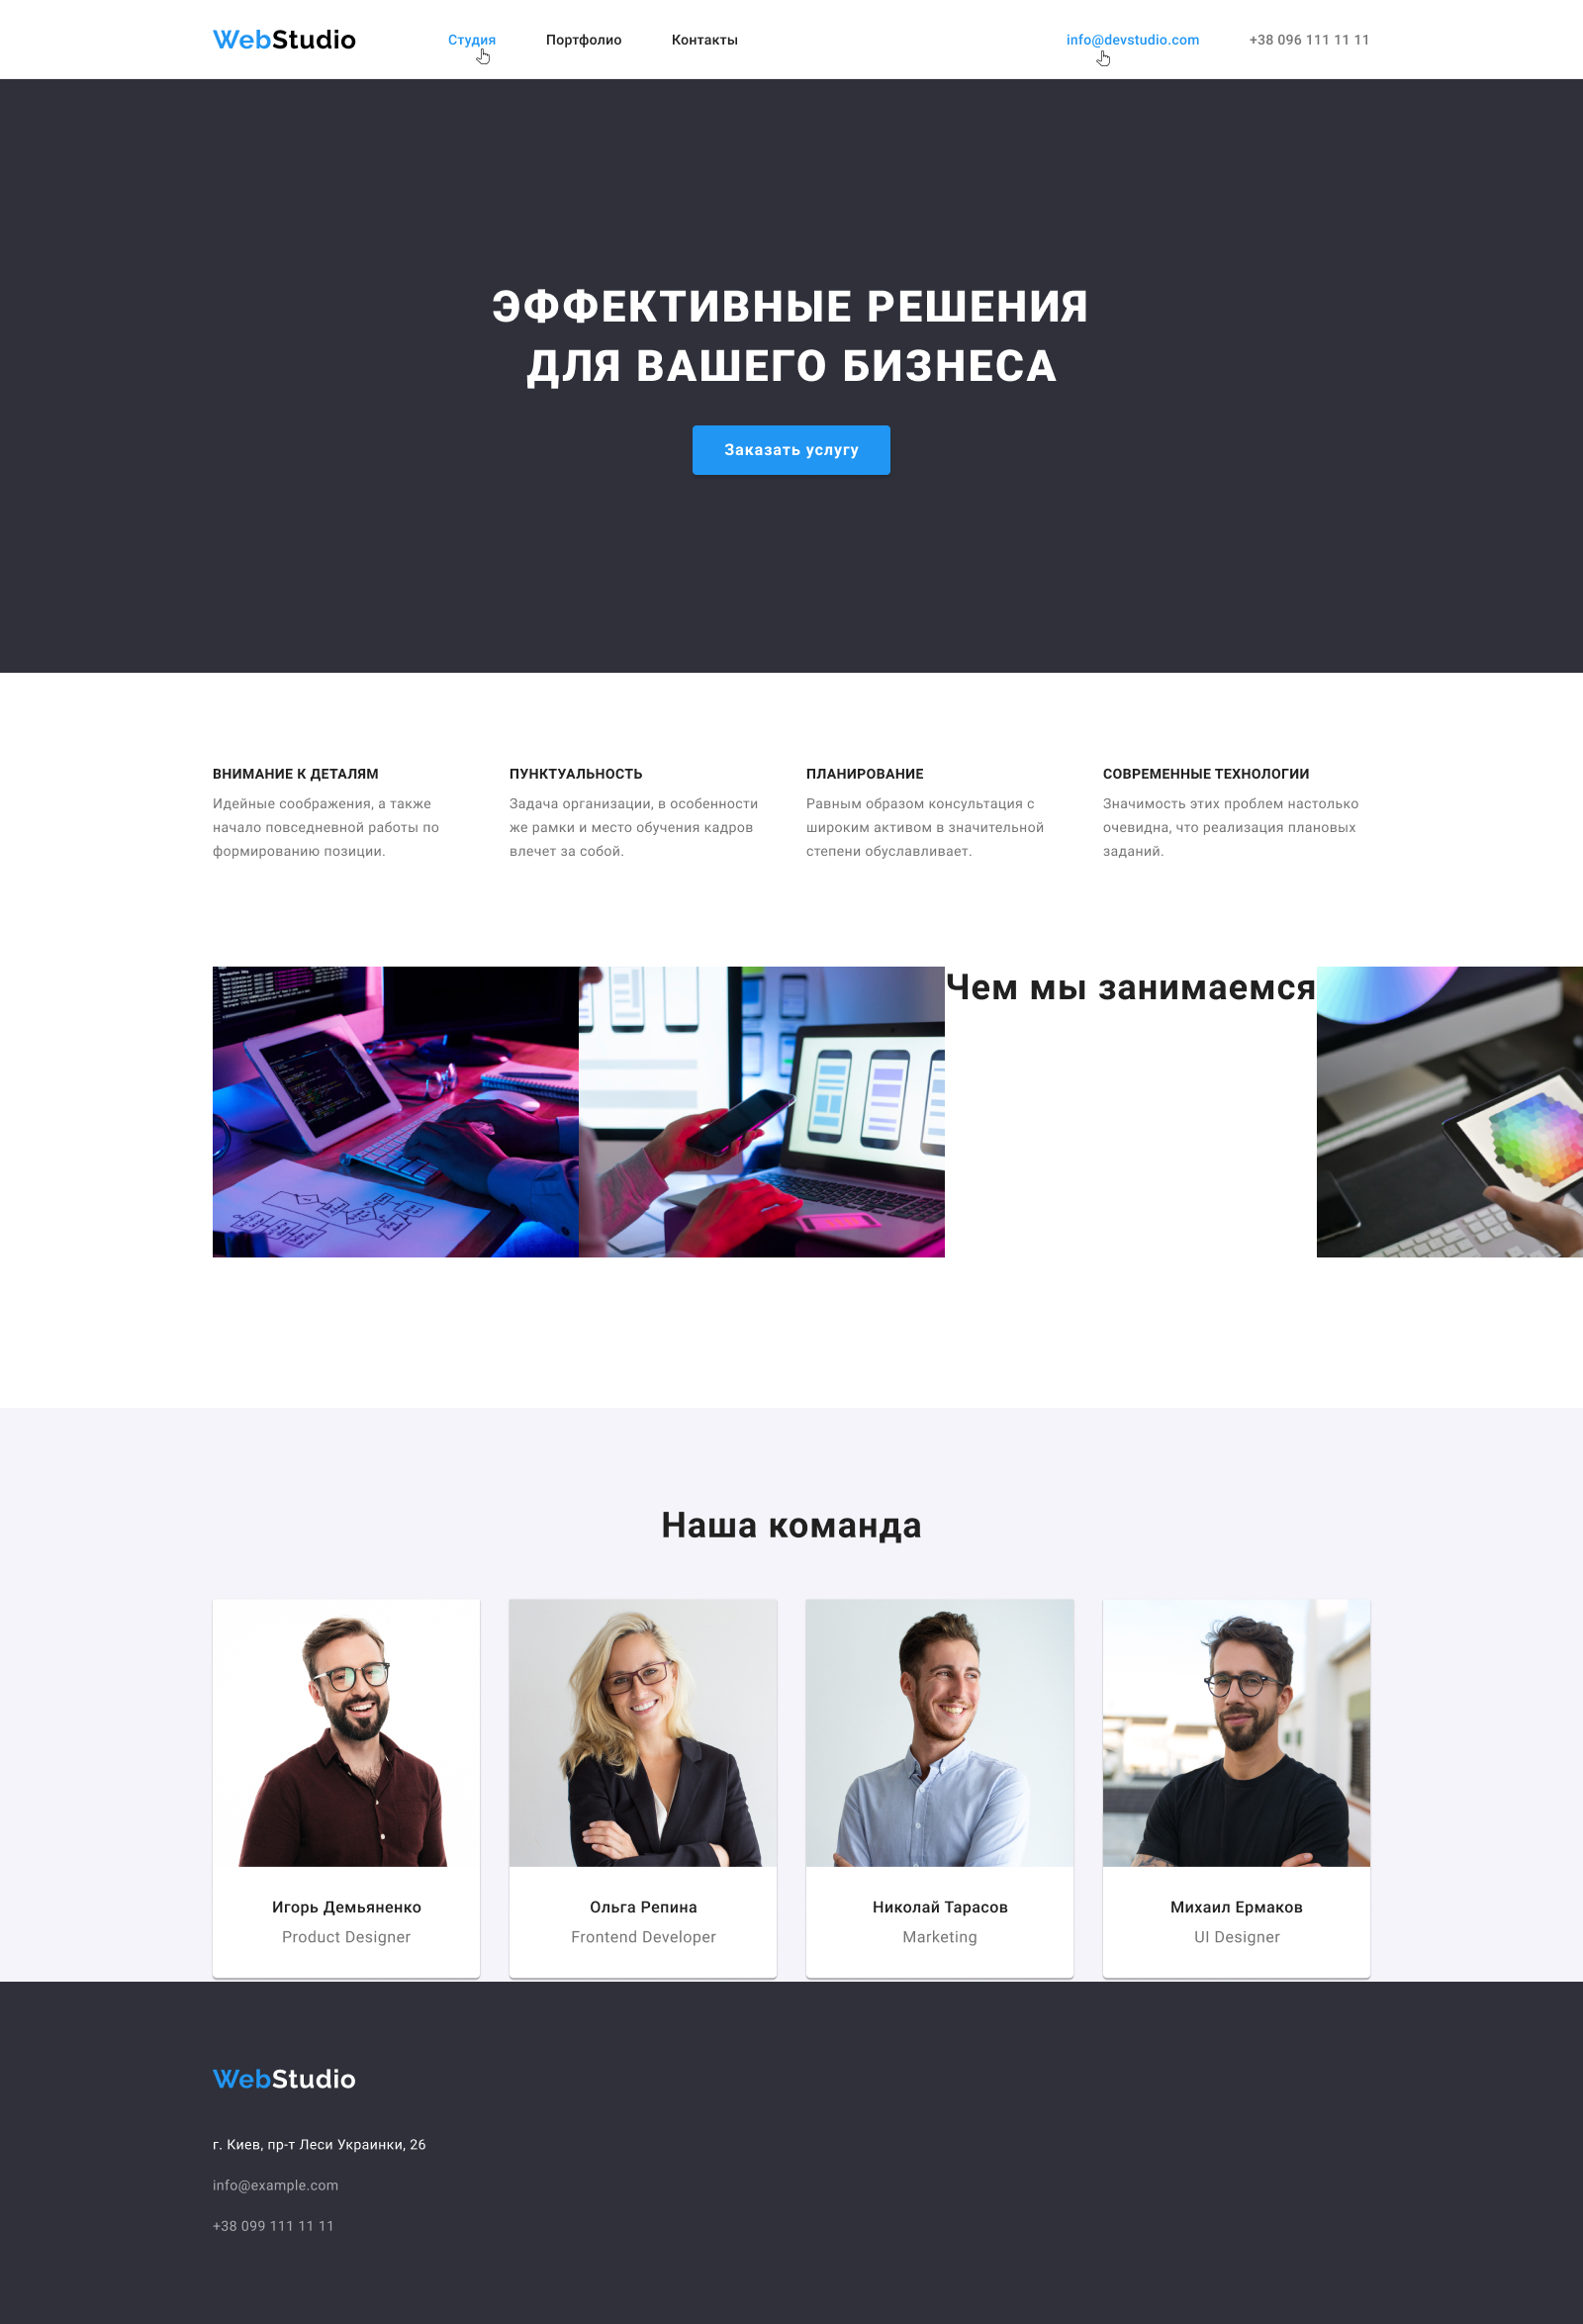 WebStudio
Студия
Портфолио
Контакты
info@devstudio.com
+38 096 111 11 11
ЭФФЕКТИВНЫЕ РЕШЕНИЯ
ДЛЯ ВАШЕГО БИЗНЕСА
Заказать услугу
ВНИМАНИЕ К ДЕТАЛЯМ
Идейные соображения, а также
начало повседневной работы по
формированию позиции.
ПУНКТУАЛЬНОСТЬ
Задача организации, в особенности
же рамки и место обучения кадров
влечет за собой.
ПЛАНИРОВАНИЕ
Равным образом консультация с
широким активом в значительной
степени обуславливает.
СОВРЕМЕННЫЕ ТЕХНОЛОГИИ
Значимость этих проблем настолько
очевидна, что реализация плановых
заданий.
Чем мы занимаемся
Наша команда
Игорь Демьяненко
Product Designer
Ольга Репина
Frontend Developer
Николай Тарасов
Marketing
Михаил Ермаков
UI Designer
WebStudio
г. Киев, пр-т Леси Украинки, 26
info@example.com
+38 099 111 11 11